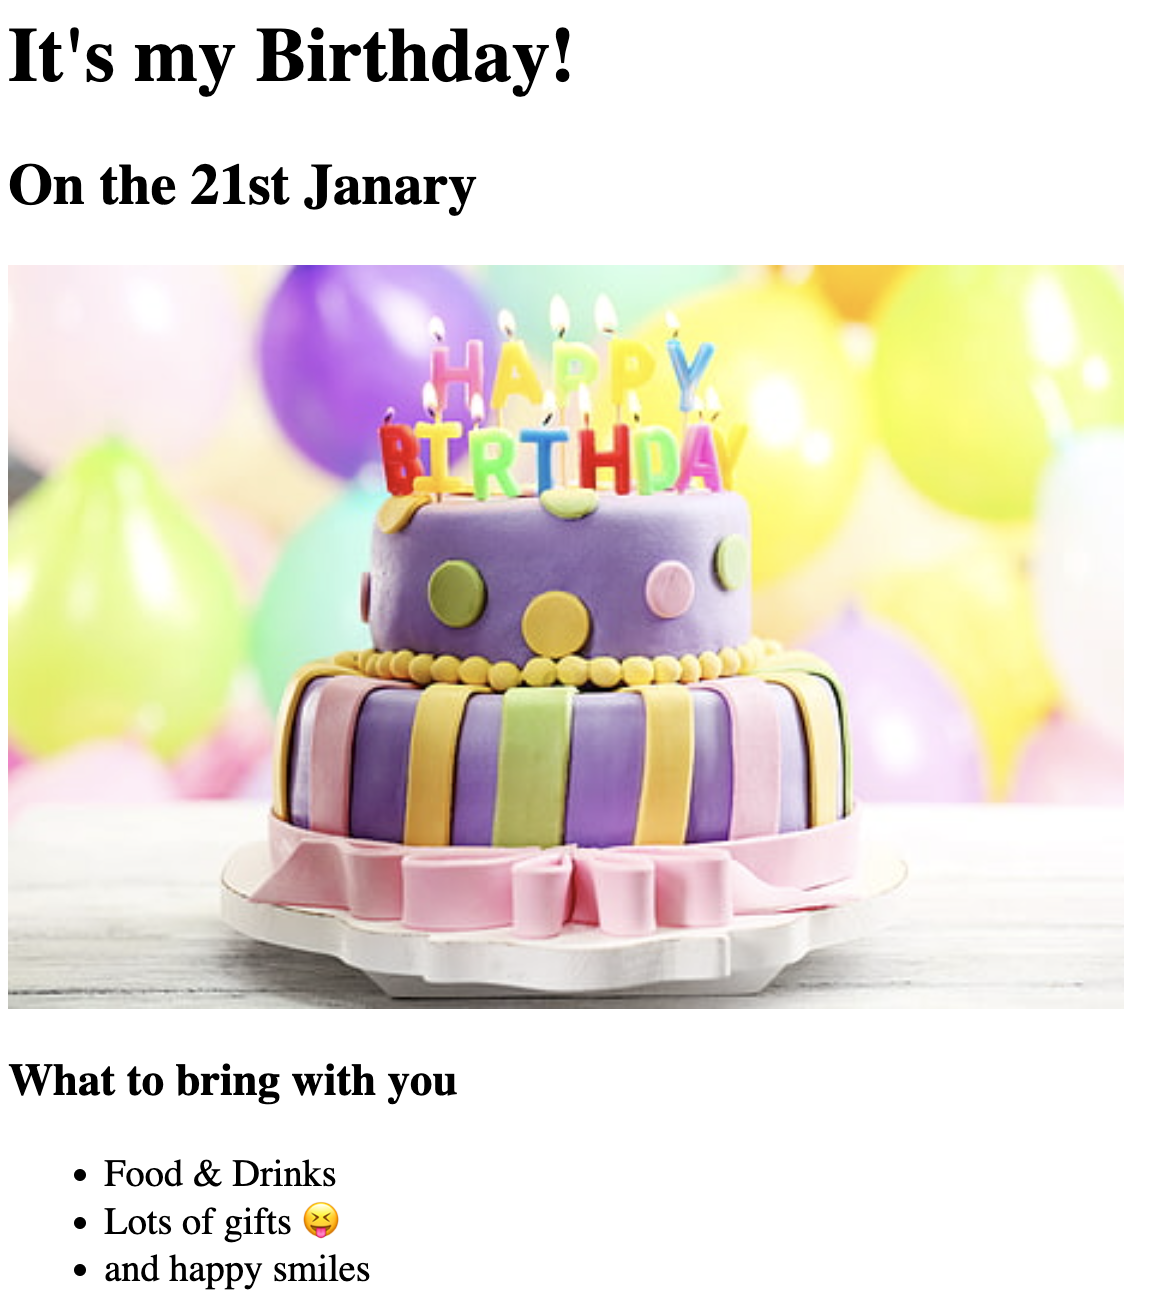 It's my Birthday!
On the 21st Janary
HAPPY
BIRTHDAY
What to bring with you
• Food & Drinks
• Lots of gifts 😝
• and happy smiles